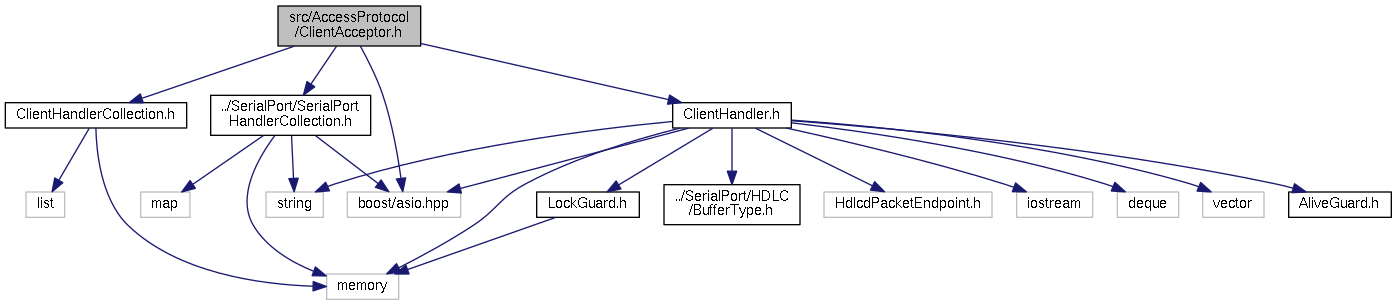 src/AccessProtocol
/ClientAcceptor.h
ClientHandlerCollection.h
../SerialPort/SerialPort
HandlerCollection.h
ClientHandler.h
list
map
string
boost/asio.hpp
LockGuard.h
../SerialPort/HDLC
/BufferType.h
HdlcdPacketEndpoint.h
iostream
deque
vector
AliveGuard.h
memory